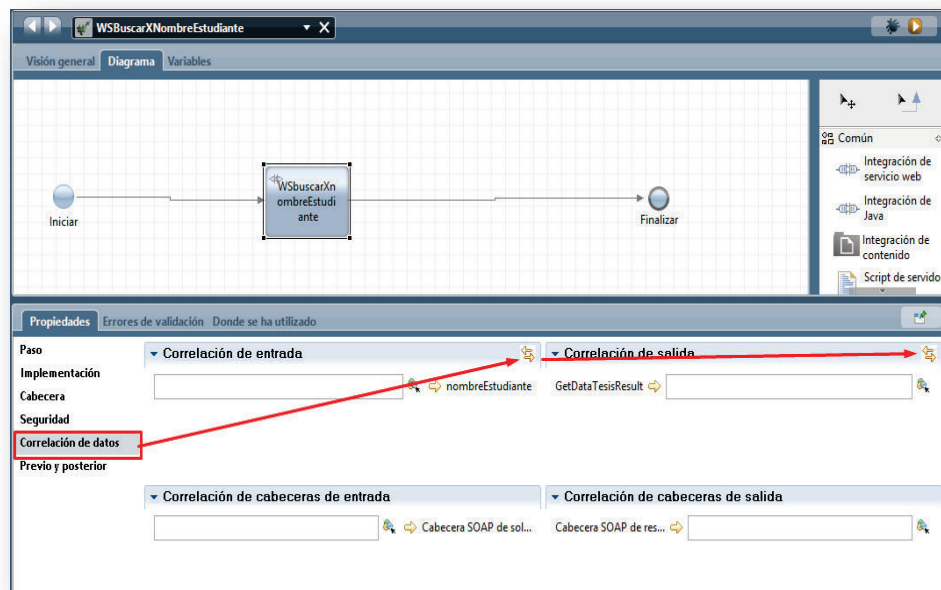 WSBuscarXNombreEstudiante
Visión general Diagrama Variables
Común
Integración de
servicio web
Integración de
Java
Integración de
contenido
Script de servido
WSbuscarXn
ombreEstudi
ante
Iniciar
Finalizar
Propiedades Errores de validación Donde se ha utilizado
Paso
Implementación
Cabecera
Seguridad
Correlación de datos
Previo y posterior
Correlación de entrada
nombreEstudiante
Correlación de salida
GetDataTesisResult
Correlación de cabeceras de entrada
Cabecera SOAP de sol...
Correlación de cabeceras de salida
Cabecera SOAP de res...